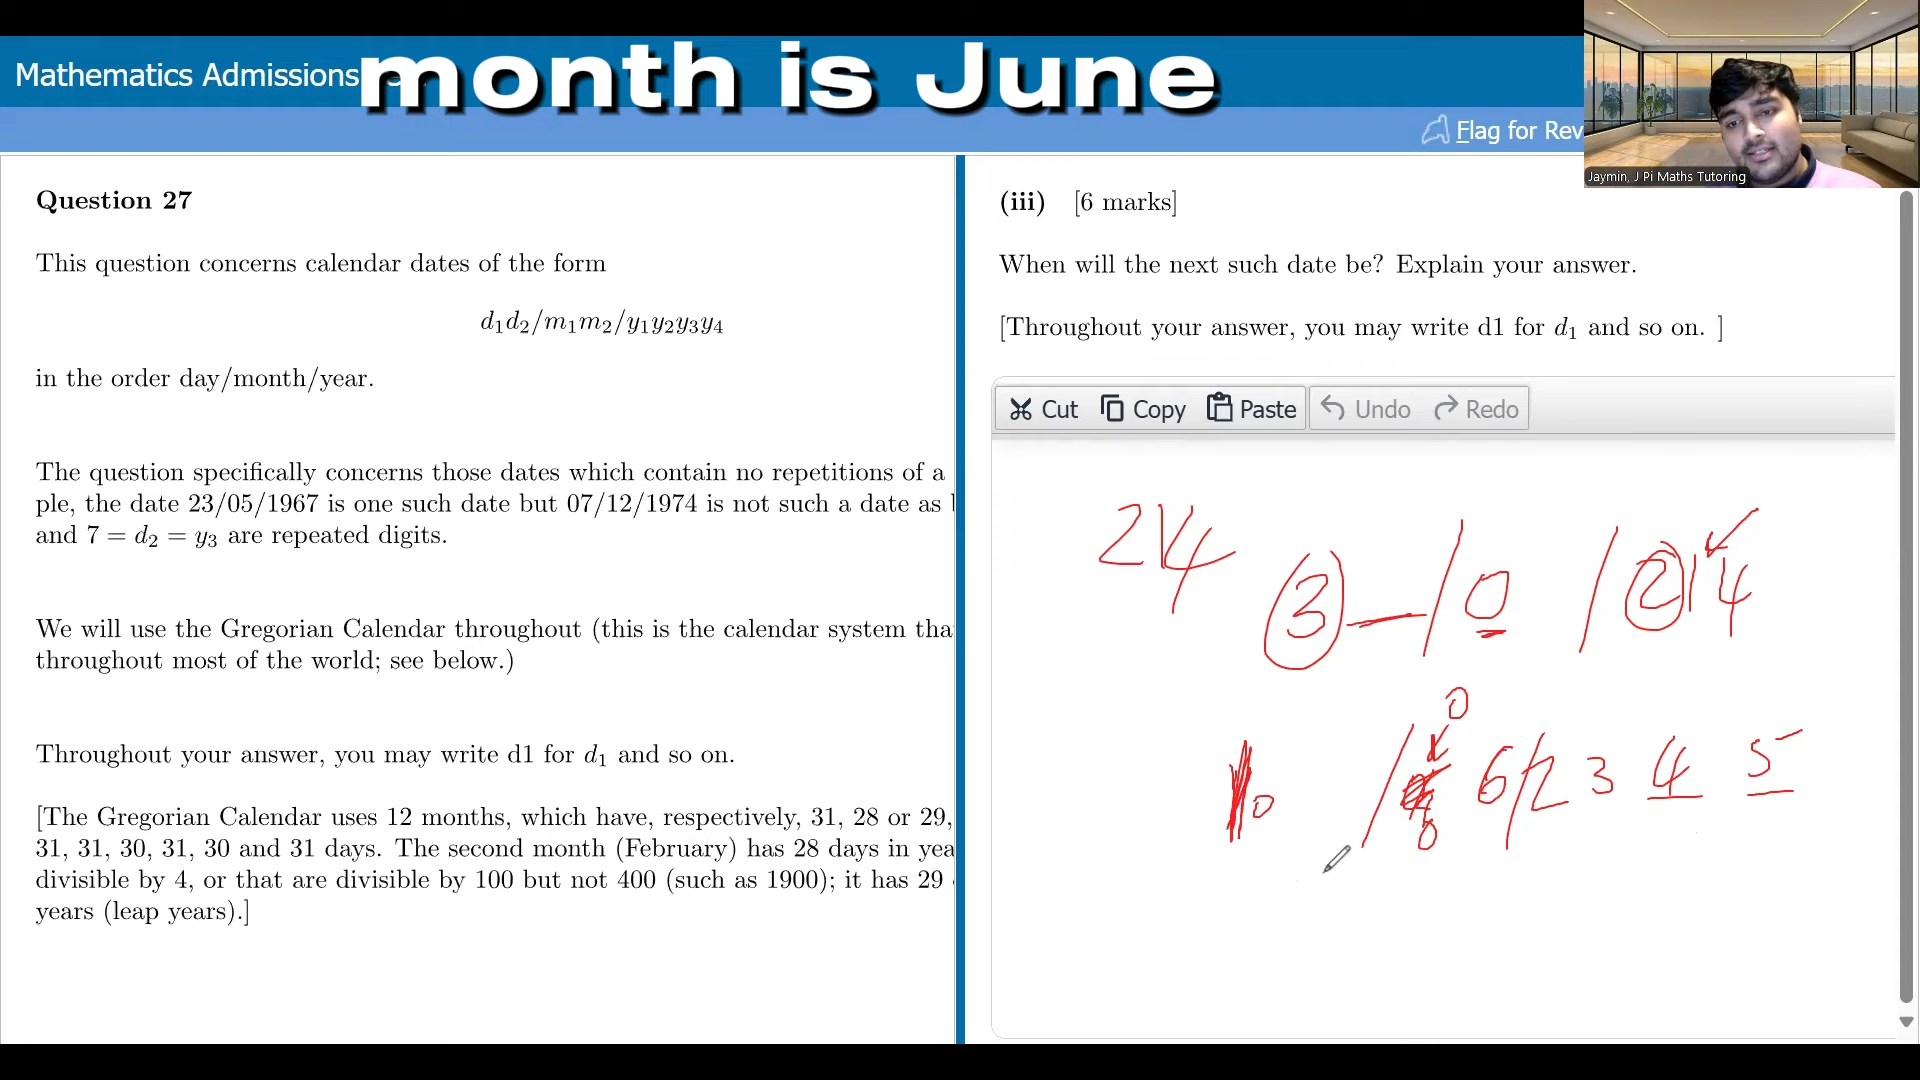 Mathematics Admissions
month is June
Flag for Rev
Jaymin, J Pi Maths Tutoring
Question 27
This question concerns calendar dates of the form
d₁d₂/m₁m₂/y₁y₂y₃y₄
in the order day/month/year.
The question specifically concerns those dates which contain no repetitions of a
ple, the date 23/05/1967 is one such date but 07/12/1974 is not such a date as
and 7 = d₂ = y₃ are repeated digits.
We will use the Gregorian Calendar throughout (this is the calendar system tha
throughout most of the world; see below.)
Throughout your answer, you may write d1 for d₁ and so on.
[The Gregorian Calendar uses 12 months, which have, respectively, 31, 28 or 29,
31, 31, 30, 31, 30 and 31 days. The second month (February) has 28 days in yea
divisible by 4, or that are divisible by 100 but not 400 (such as 1900); it has 29
years (leap years).]
(iii) [6 marks]
When will the next such date be? Explain your answer.
[Throughout your answer, you may write d1 for d₁ and so on. ]
Cut Copy Paste Undo Redo
214
3_/0 /214
0
0 / 6/2 3 4 5
0